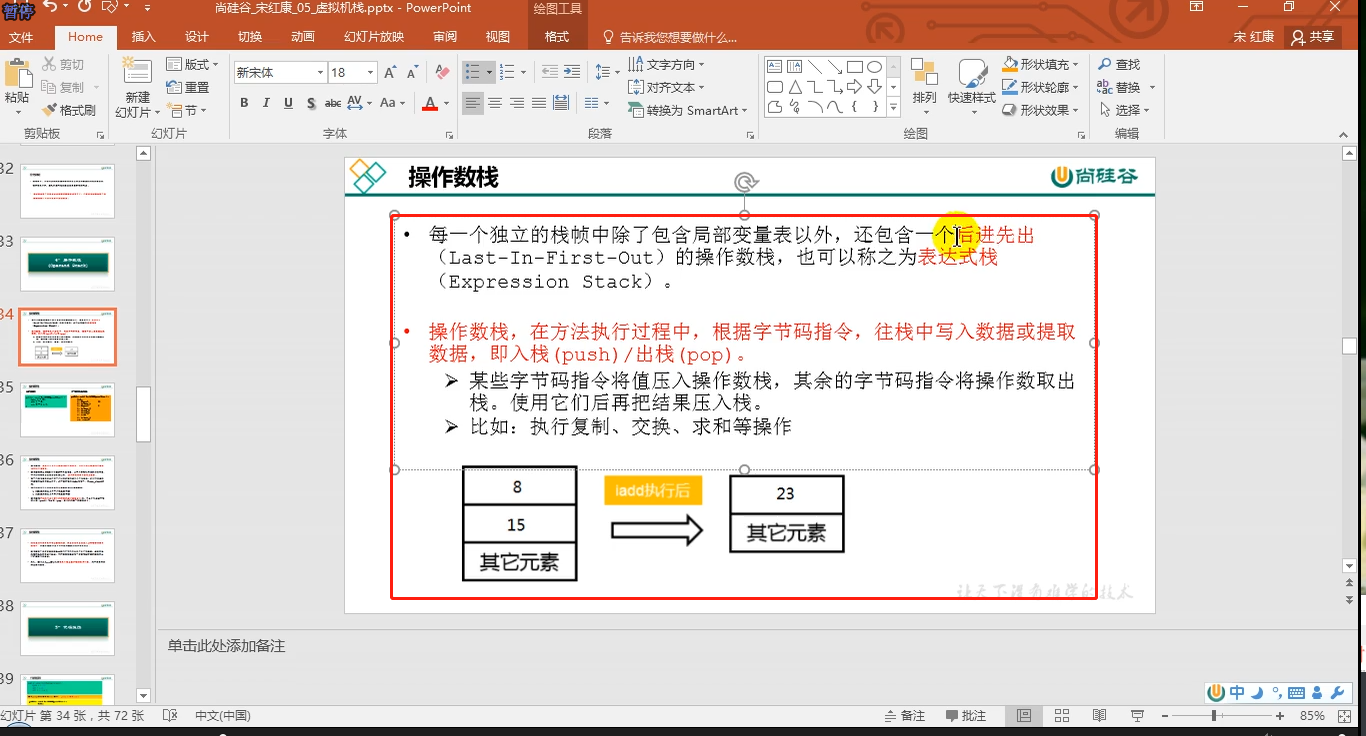 暂停
尚硅谷_宋红康_05_虚拟机栈.pptx - PowerPoint
绘图工具
文件
Home
插入
设计
切换
动画
幻灯片放映
审阅
视图
格式
告诉我您想要做什么...
宋 红康
共享
粘贴
剪切
复制
格式刷
剪贴板
新建
幻灯片
版式
重置
节
幻灯片
新宋体
18
B I U S abc AV Aa A
字体
文字方向
对齐文本
转换为 SmartArt
段落
排列
快速样式
形状填充
形状轮廓
形状效果
绘图
查找
替换
选择
编辑
32
33
34
35
36
37
38
39
操作数栈
尚硅谷
• 每一个独立的栈帧中除了包含局部变量表以外，还包含一个后进先出
（Last-In-First-Out）的操作数栈，也可以称之为表达式栈
（Expression Stack）。
• 操作数栈，在方法执行过程中，根据字节码指令，往栈中写入数据或提取
数据，即入栈(push)/出栈(pop)。
➢ 某些字节码指令将值压入操作数栈，其余的字节码指令将操作数取出
栈。使用它们后再把结果压入栈。
➢ 比如：执行复制、交换、求和等操作
8
15
其它元素
iadd执行后
23
其它元素
让天下没有难学的技术
单击此处添加备注
中
幻灯片 第 34 张，共 72 张
中文(中国)
备注
批注
85%